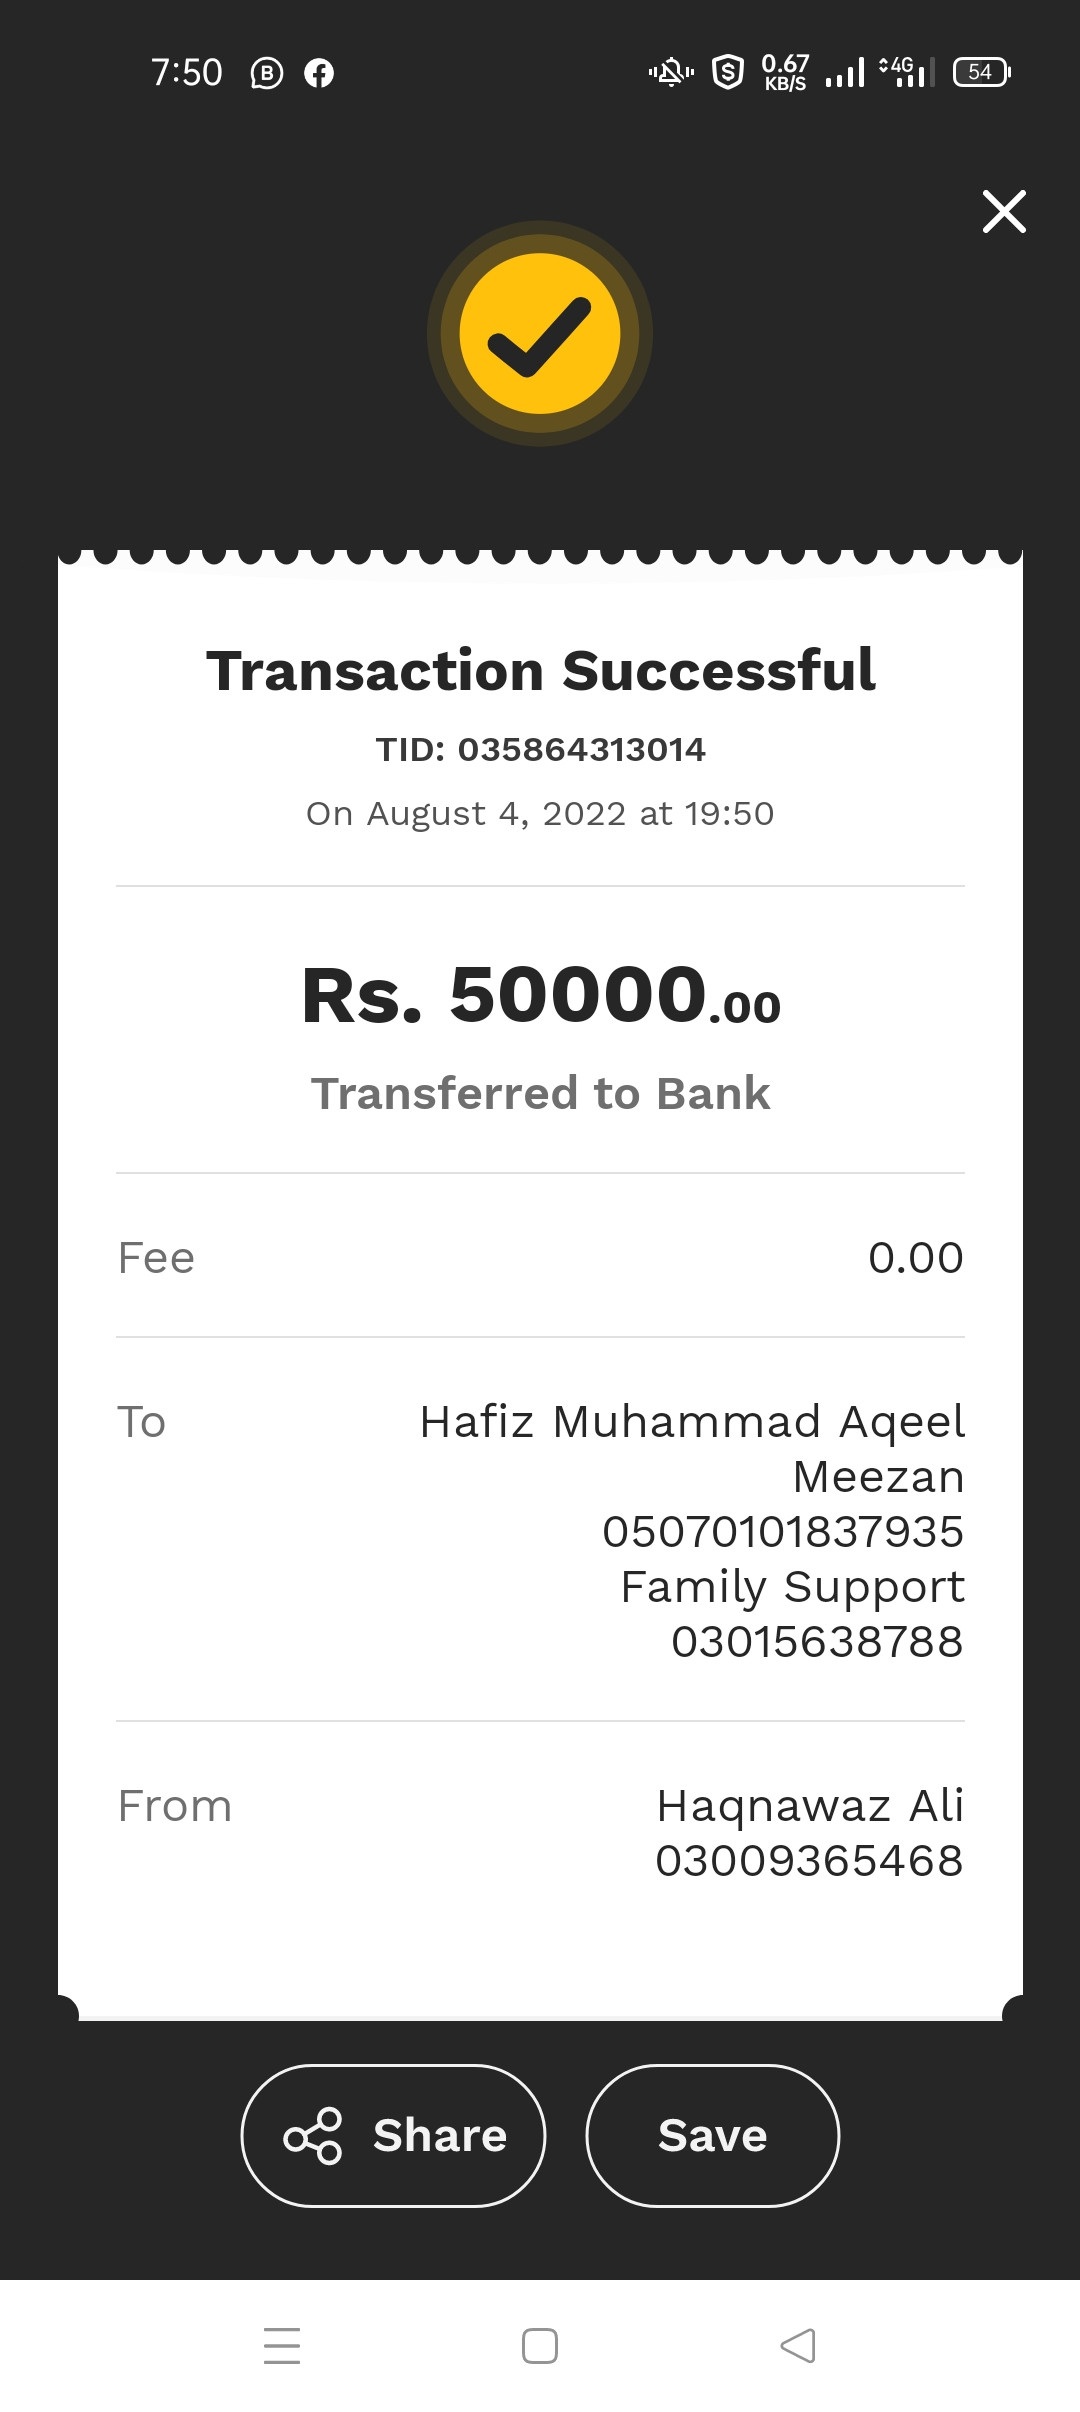 7:50
B
0.67
KB/S
4G
54
Transaction Successful
TID: 035864313014
On August 4, 2022 at 19:50
Rs. 50000.00
Transferred to Bank
Fee 0.00
To Hafiz Muhammad Aqeel
Meezan
05070101837935
Family Support
03015638788
From Haqnawaz Ali
03009365468
Share Save